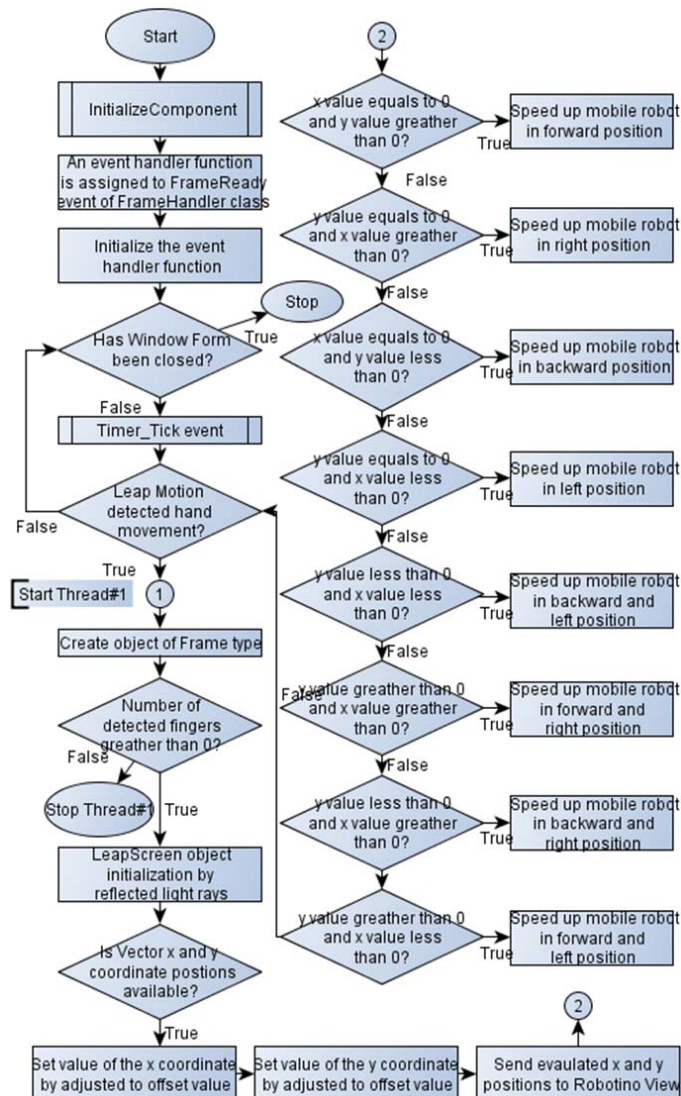 Start
InitializeComponent
An event handler function
is assigned to FrameReady
event of FrameHandler class
Initialize the event
handler function
Stop
True
Has Window Form
been closed?
False
Timer_Tick event
Leap Motion
detected hand
movement?
False
True
Start Thread#1
1
Create object of Frame type
Number of
detected fingers
greather than 0?
False
Stop Thread#1
True
LeapScreen object
initialization by
reflected light rays
Is Vector x and y
coordinate postions
available?
True
Set value of the x coordinate
by adjusted to offset value
Set value of the y coordinate
by adjusted to offset value
Send evaulated x and y
positions to Robotino View
2
2
x value equals to 0
and y value greather
than 0?
True
Speed up mobile robot
in forward position
False
y value equals to 0
and x value greather
than 0?
True
Speed up mobile robot
in right position
False
x value equals to 0
and y value less
than 0?
True
Speed up mobile robot
in backward position
False
y value equals to 0
and x value less
than 0?
True
Speed up mobile robot
in left position
False
y value less than 0
and x value less
than 0?
True
Speed up mobile robot
in backward and
left position
False
y value greather than 0
and x value greather
than 0?
True
Speed up mobile robot
in forward and
right position
False
False
y value less than 0
and x value greather
than 0?
True
Speed up mobile robot
in backward and
right position
y value greather than 0
and x value less
than 0?
True
Speed up mobile robot
in forward and
left position